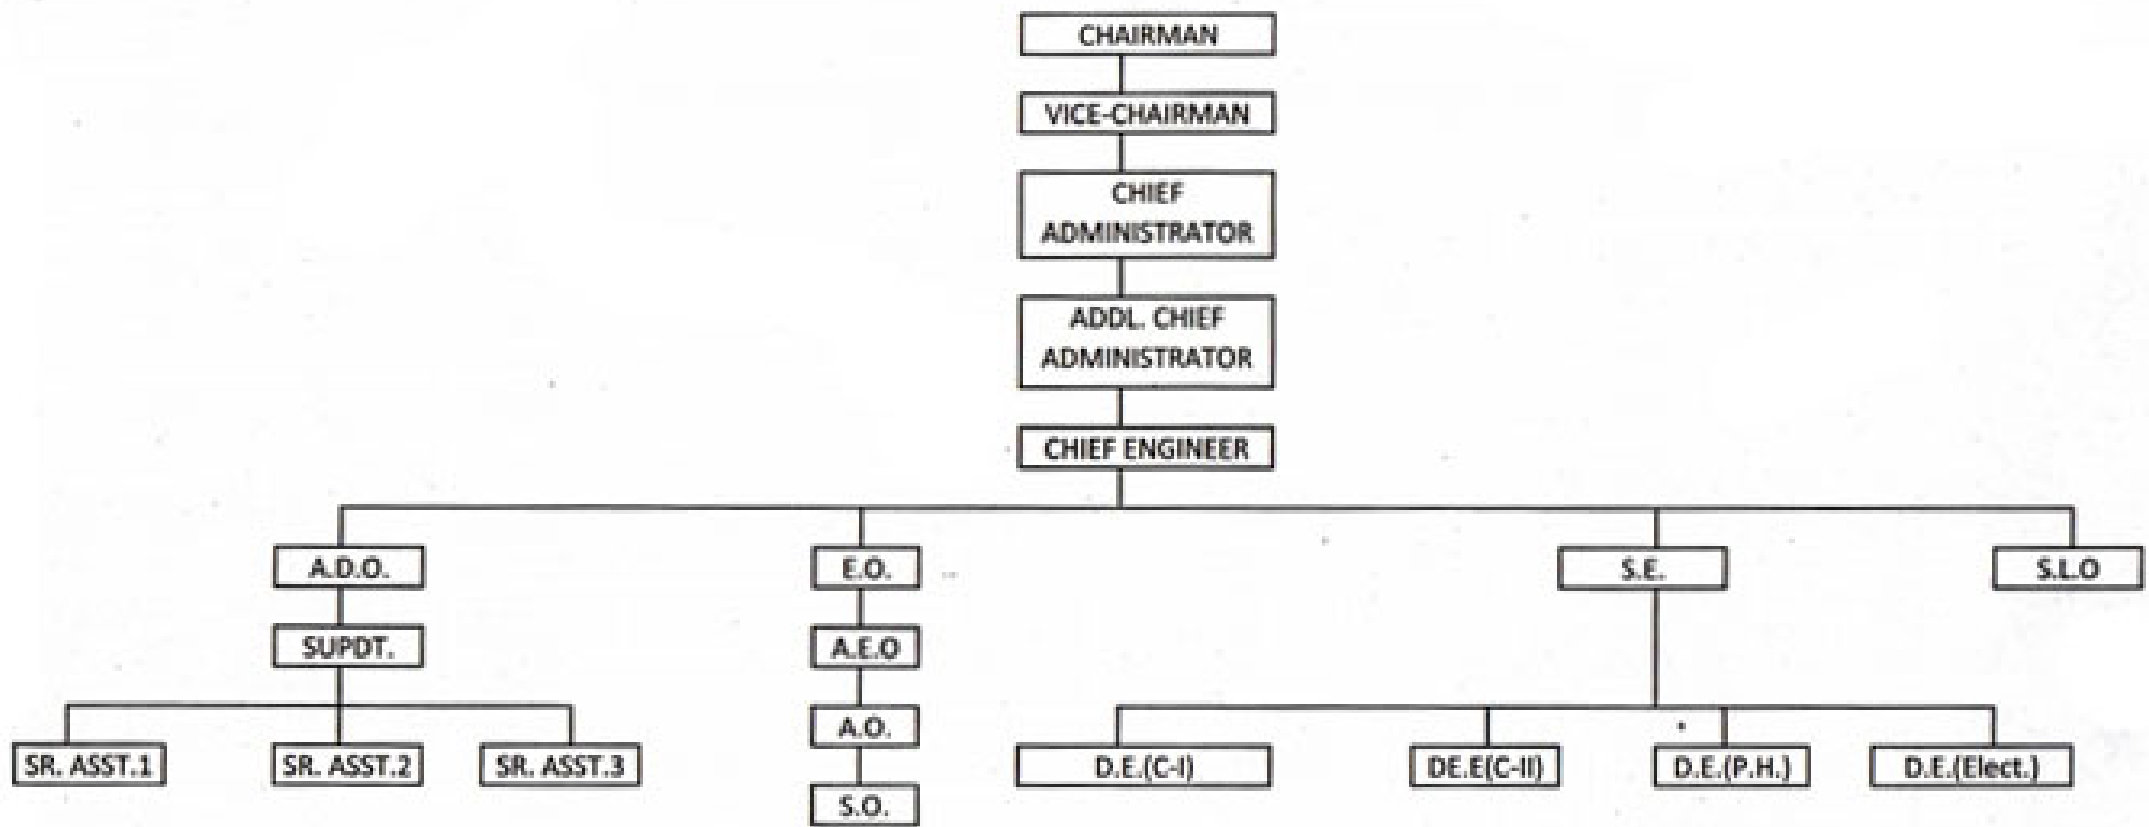 CHAIRMAN
VICE-CHAIRMAN
CHIEF
ADMINISTRATOR
ADDL. CHIEF
ADMINISTRATOR
CHIEF ENGINEER
A.D.O.
E.O.
S.E.
S.L.O
SUPDT.
A.E.O
A.O.
SR. ASST.1
SR. ASST.2
SR. ASST.3
D.E.(C-I)
DE.E(C-II)
D.E.(P.H.)
D.E.(Elect.)
S.O.